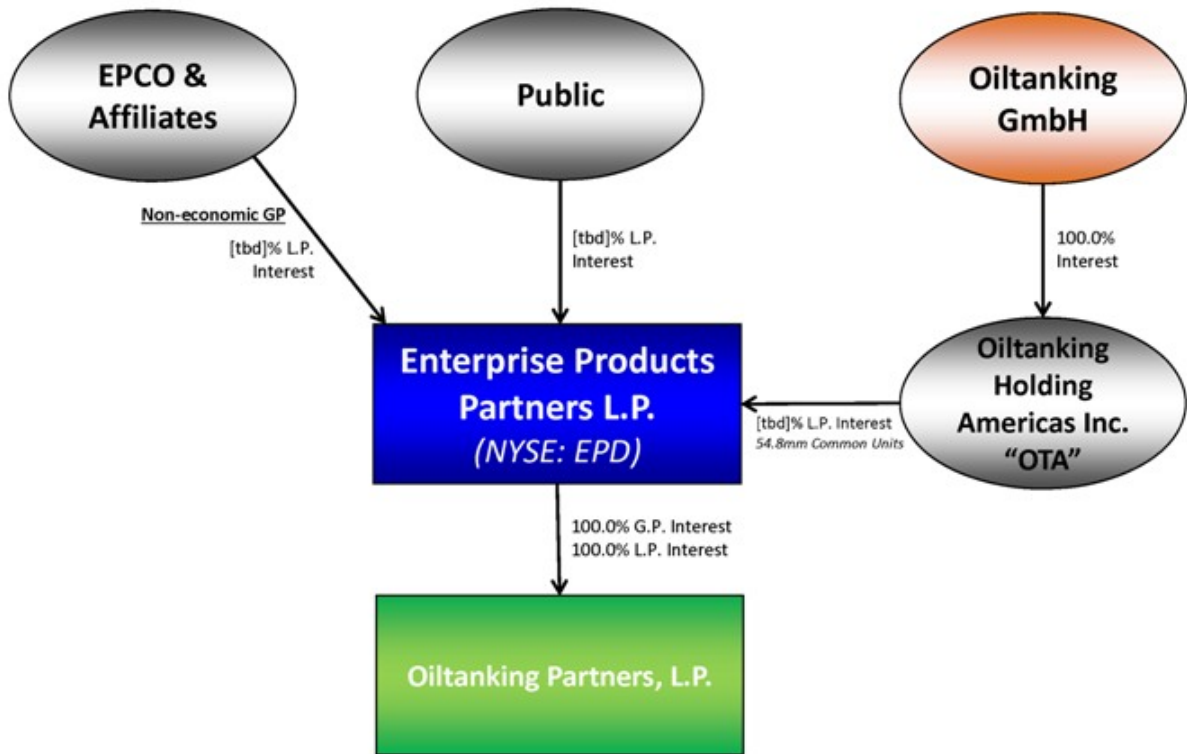 EPCO &
Affiliates
Public
Oiltanking
GmbH
Non-economic GP
[tbd]% L.P.
Interest
[tbd]% L.P.
Interest
100.0%
Interest
Enterprise Products
Partners L.P.
(NYSE: EPD)
[tbd]% L.P. Interest
54.8mm Common Units
Oiltanking
Holding
Americas Inc.
“OTA”
100.0% G.P. Interest
100.0% L.P. Interest
Oiltanking Partners, L.P.